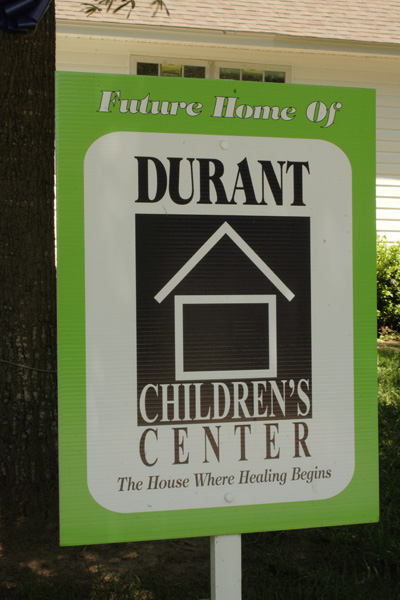 Future Home Of
DURANT
CHILDREN'S
CENTER
The House Where Healing Begins